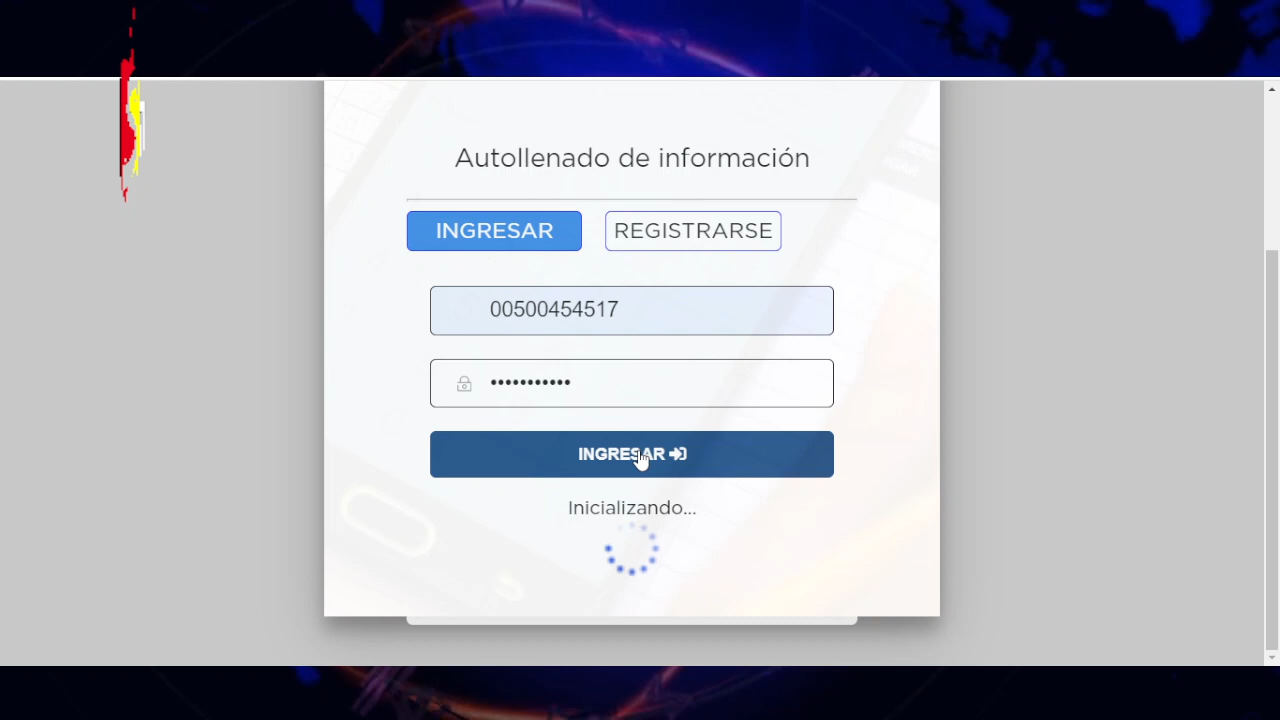 Autollenado de información
INGRESAR REGISTRARSE
00500454517
•••••••••••
INGRESAR
Inicializando...